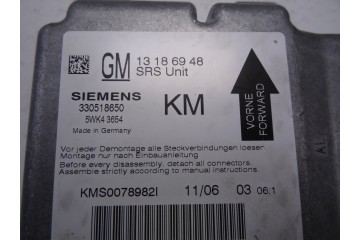 GM 13 18 69 48
SRS Unit
SIEMENS
330518650
5WK4 3654
Made in Germany
KM
VORNE
FORWARD
Vor jeder Demontage alle Steckverbindungen loesen.
Montage nur nach Einbauanleitung
Before every disassembly, detach all connectors.
Assemble strictly according to manual instructions.
KMS0078982I 11/06 03 06.1